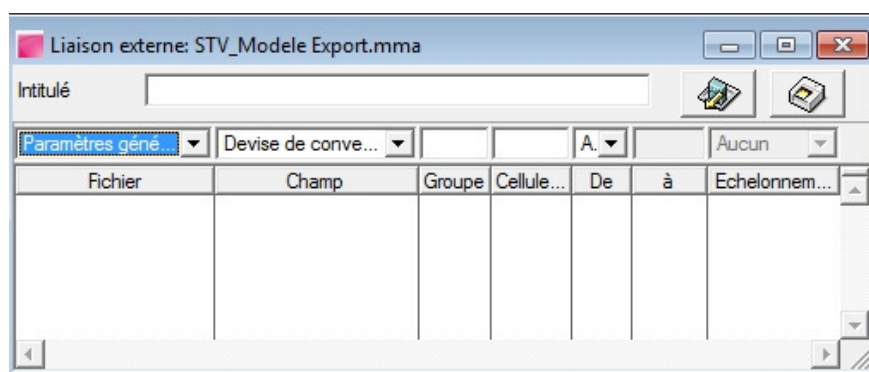 Liaison externe: STV_Modele Export.mma
Intitulé
Paramètres géné... Devise de conve... A. Aucun
Fichier Champ Groupe Cellule... De à Echelonnem...